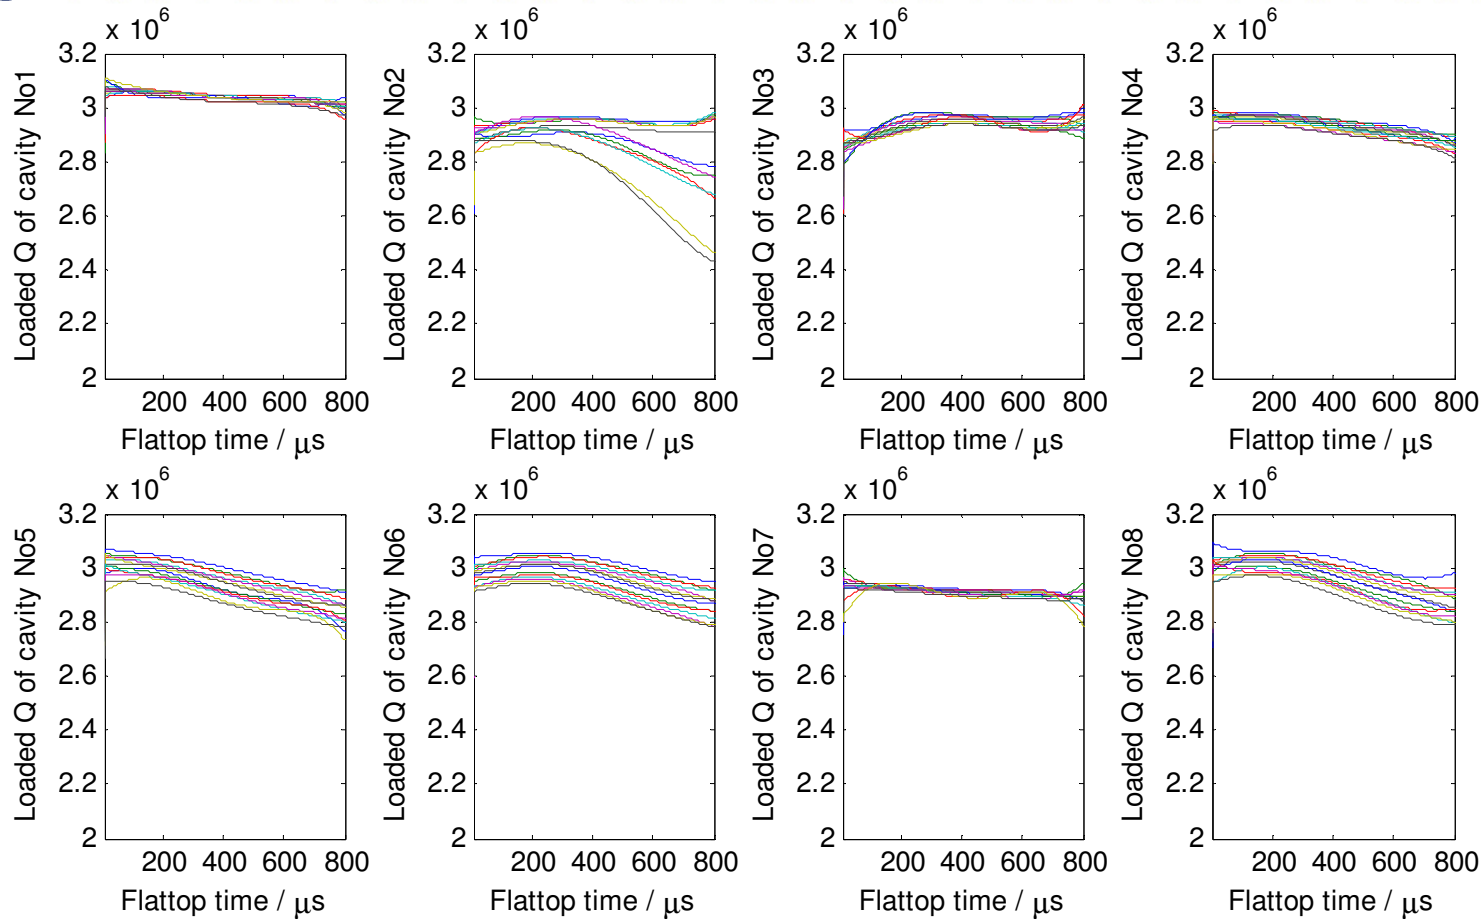 x 10^6
3.2
3
2.8
2.6
2.4
2.2
2
200 400 600 800
Flattop time / μs
Loaded Q of cavity No1
x 10^6
3.2
3
2.8
2.6
2.4
2.2
2
200 400 600 800
Flattop time / μs
Loaded Q of cavity No2
x 10^6
3.2
3
2.8
2.6
2.4
2.2
2
200 400 600 800
Flattop time / μs
Loaded Q of cavity No3
x 10^6
3.2
3
2.8
2.6
2.4
2.2
2
200 400 600 800
Flattop time / μs
Loaded Q of cavity No4
x 10^6
3.2
3
2.8
2.6
2.4
2.2
2
200 400 600 800
Flattop time / μs
Loaded Q of cavity No5
x 10^6
3.2
3
2.8
2.6
2.4
2.2
2
200 400 600 800
Flattop time / μs
Loaded Q of cavity No6
x 10^6
3.2
3
2.8
2.6
2.4
2.2
2
200 400 600 800
Flattop time / μs
Loaded Q of cavity No7
x 10^6
3.2
3
2.8
2.6
2.4
2.2
2
200 400 600 800
Flattop time / μs
Loaded Q of cavity No8